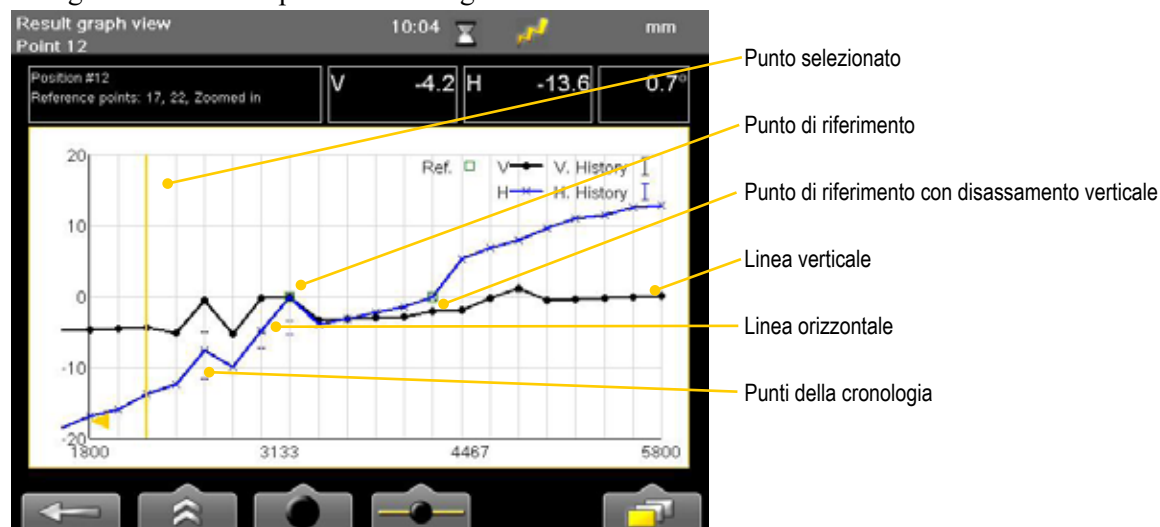 Result graph view 10:04 mm
Point 12
Position #12
Reference points: 17, 22, Zoomed in
V -4.2 H -13.6 0.7°
Punto selezionato
Punto di riferimento
Punto di riferimento con disassamento verticale
Linea verticale
Linea orizzontale
Punti della cronologia
Ref. V V. History
H H. History
20
10
0
-10
-20
1800 3133 4467 5800